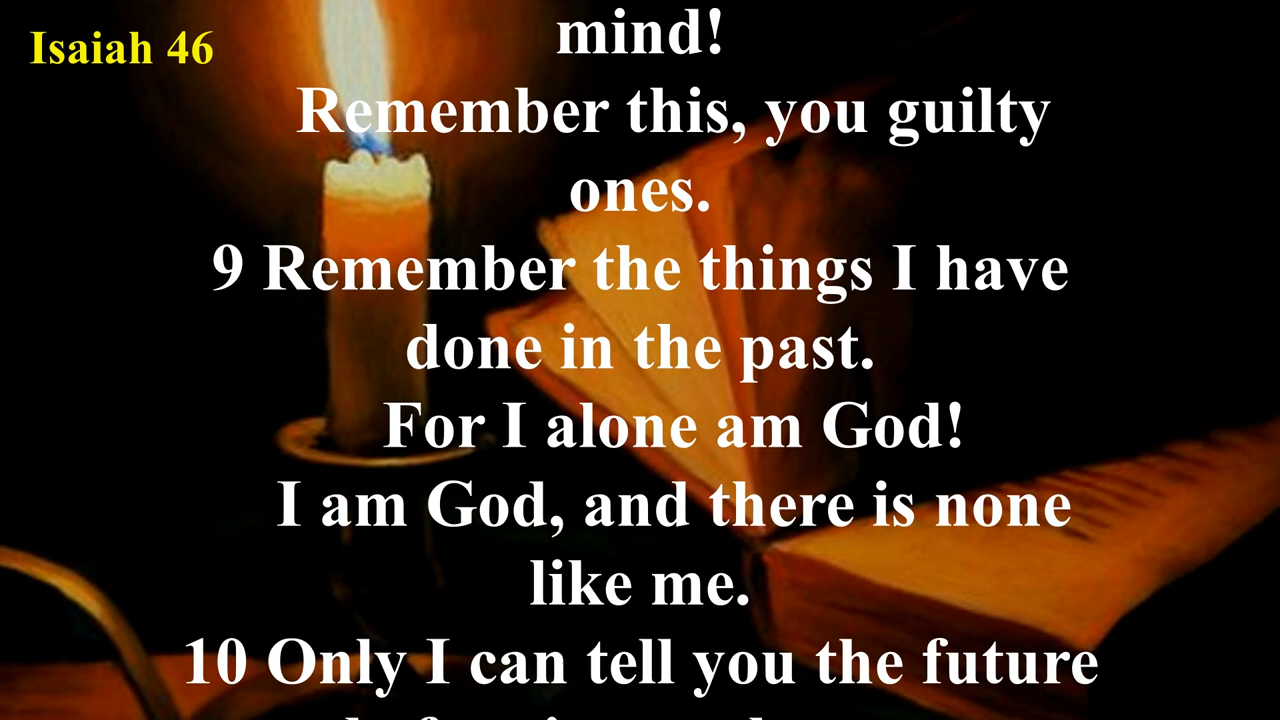 Isaiah 46
mind!
Remember this, you guilty
ones.
9 Remember the things I have
done in the past.
For I alone am God!
I am God, and there is none
like me.
10 Only I can tell you the future